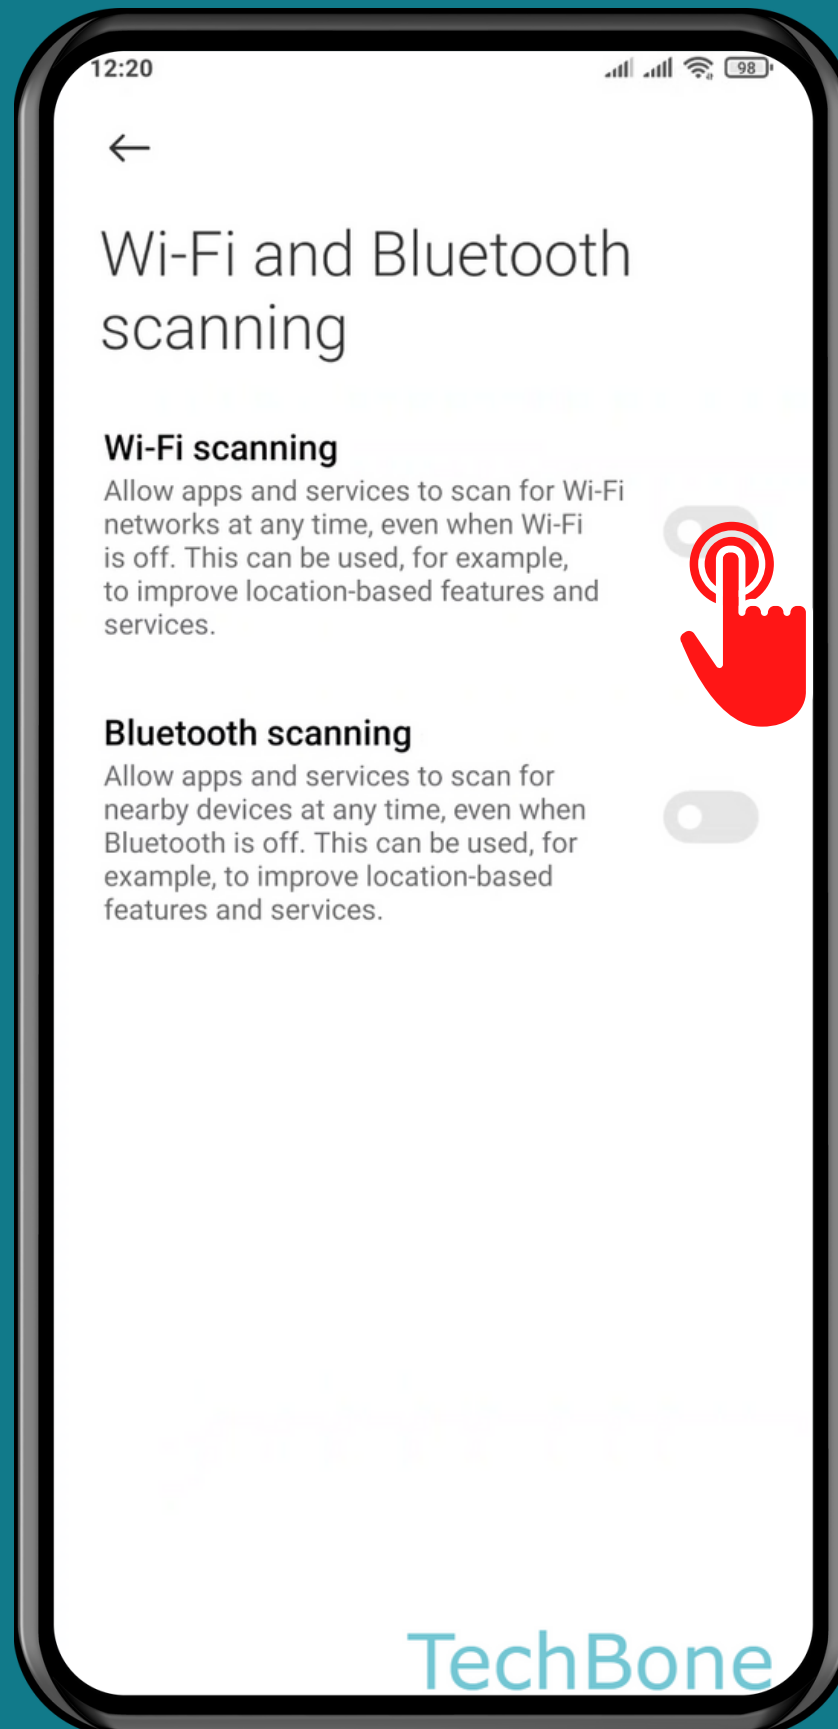 12:20
98
Wi-Fi and Bluetooth
scanning
Wi-Fi scanning
Allow apps and services to scan for Wi-Fi
networks at any time, even when Wi-Fi
is off. This can be used, for example,
to improve location-based features and
services.
Bluetooth scanning
Allow apps and services to scan for
nearby devices at any time, even when
Bluetooth is off. This can be used, for
example, to improve location-based
features and services.
TechBone